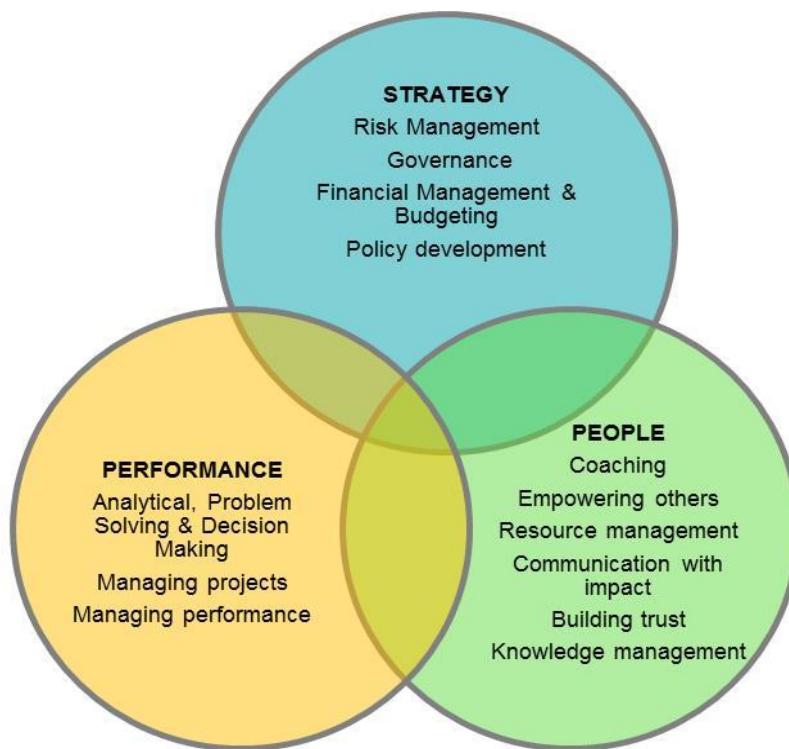 STRATEGY
Risk Management
Governance
Financial Management &
Budgeting
Policy development
PERFORMANCE
Analytical, Problem
Solving & Decision
Making
Managing projects
Managing performance
PEOPLE
Coaching
Empowering others
Resource management
Communication with
impact
Building trust
Knowledge management